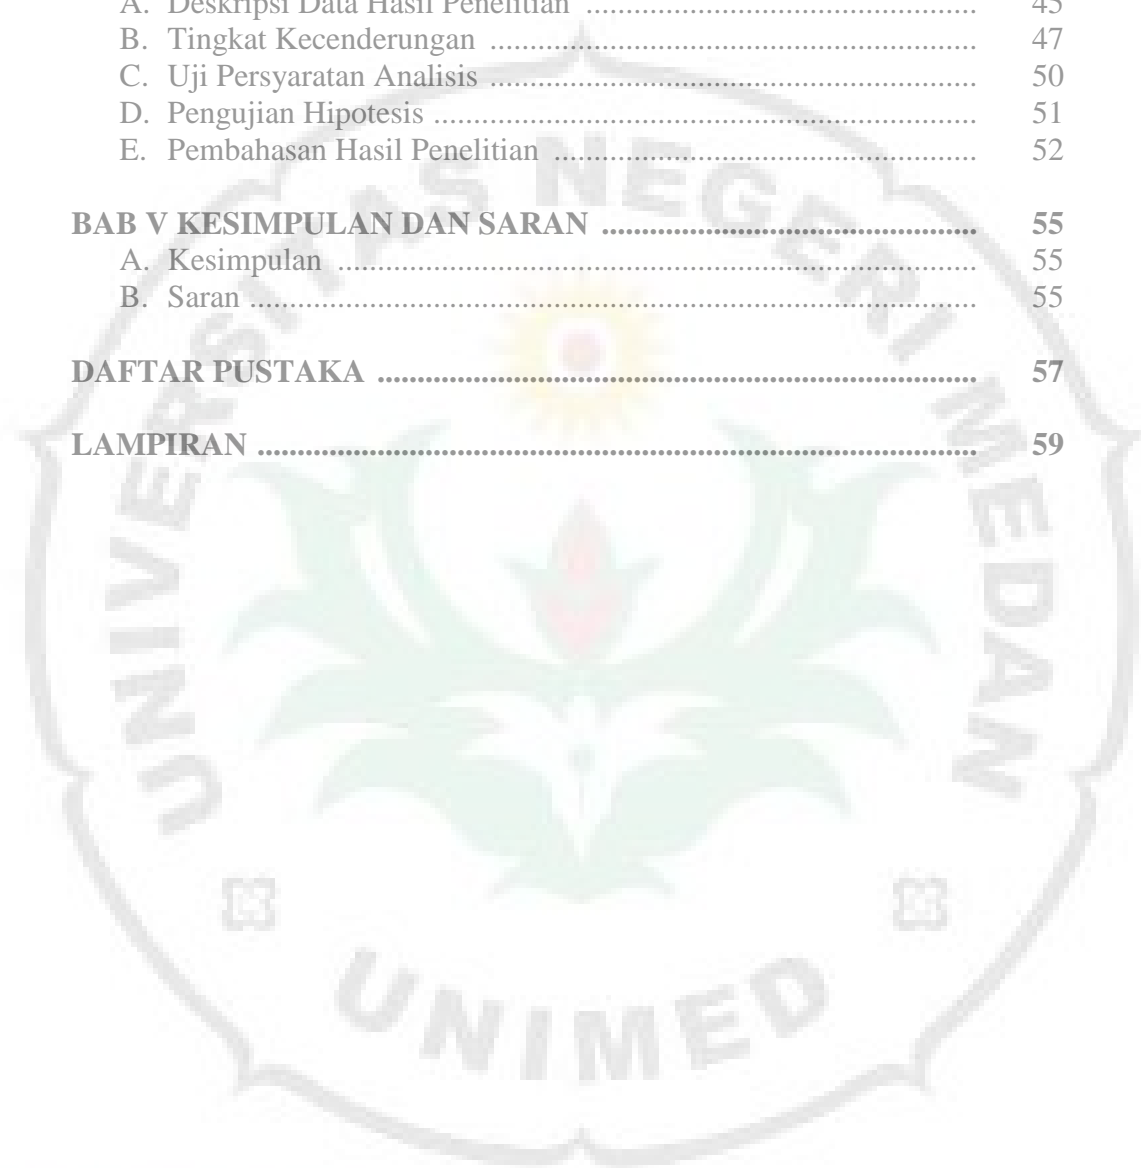 A. Deskripsi Data Hasil Penelitian ................................................. 45
B. Tingkat Kecenderungan ............................................................. 47
C. Uji Persyaratan Analisis ............................................................. 50
D. Pengujian Hipotesis .................................................................... 51
E. Pembahasan Hasil Penelitian ..................................................... 52
BAB V KESIMPULAN DAN SARAN ............................................... 55
A. Kesimpulan ................................................................................ 55
B. Saran ........................................................................................... 55
DAFTAR PUSTAKA ........................................................................... 57
LAMPIRAN .......................................................................................... 59
UNIVERSITAS NEGERI MEDAN
UNIMED